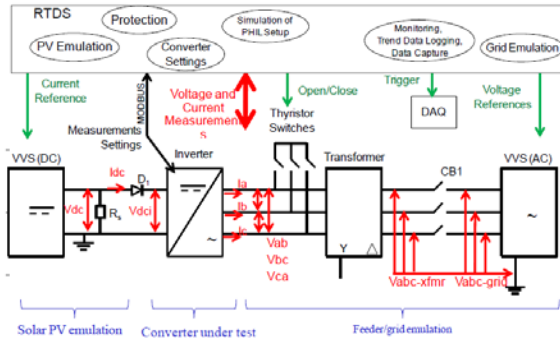 RTDS
Protection
Simulation of
PHIL Setup
Monitoring,
Trend Data Logging,
Data Capture
PV Emulation
Converter
Settings
Grid Emulation
Current
Reference
MODBUS
Voltage and
Current Measurement
s
Open/Close
Trigger
Voltage
References
DAQ
Measurements
Settings
Thyristor
Switches
VVS (DC)
Idc
D1
Inverter
Transformer
CB1
VVS (AC)
Vdc
Rs
Vdci
Ia
Ib
Ic
~
Vab
Vbc
Vca
Y
△
~
Vabc-xfmr
Vabc-grid
Solar PV emulation
Converter under test
Feeder/grid emulation